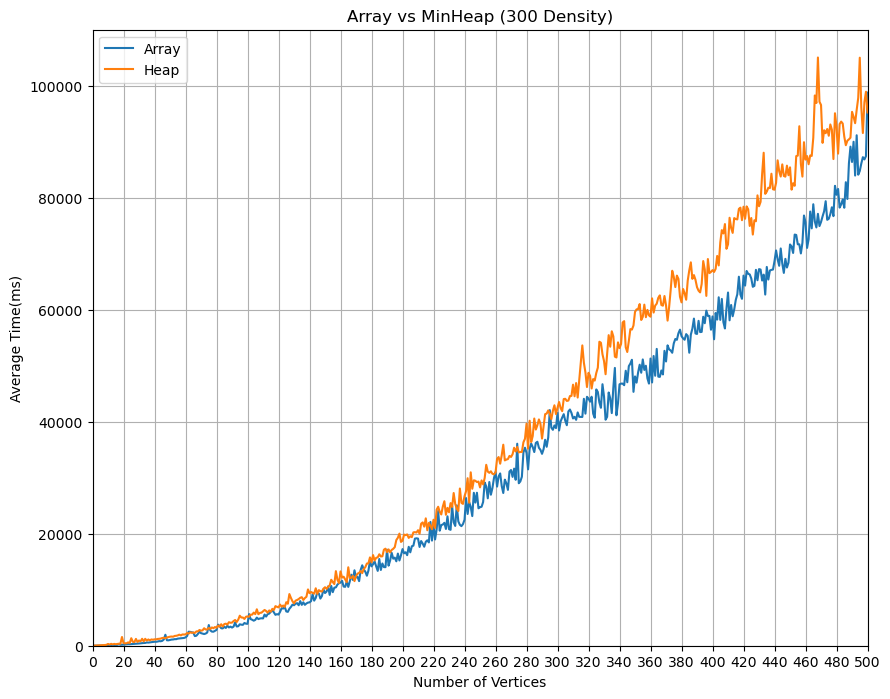 Array vs MinHeap (300 Density)
Array
Heap
100000
80000
60000
40000
20000
0
Average Time(ms)
0 20 40 60 80 100 120 140 160 180 200 220 240 260 280 300 320 340 360 380 400 420 440 460 480 500
Number of Vertices